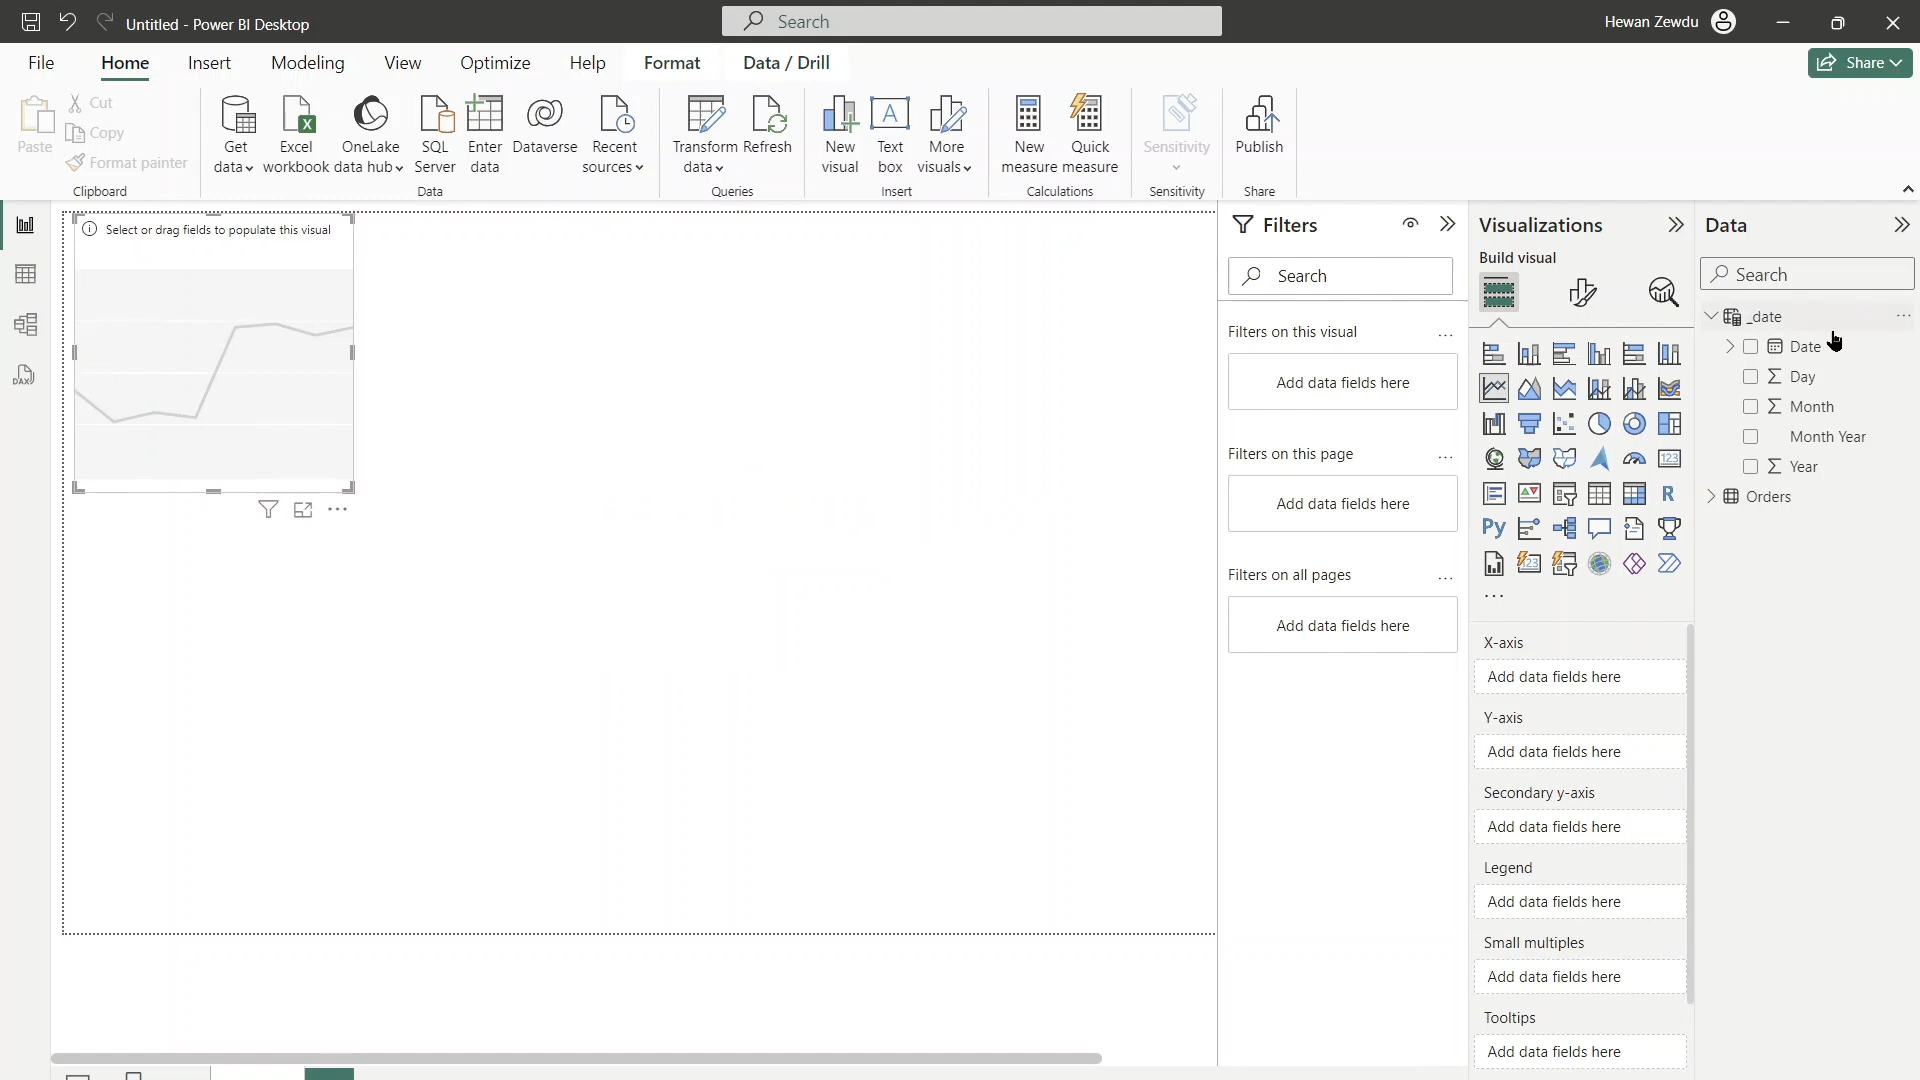 Untitled - Power BI Desktop
Search
Hewan Zewdu
File
Home
Insert
Modeling
View
Optimize
Help
Format
Data / Drill
Share
Paste
Cut
Copy
Format painter
Clipboard
Get data
Excel workbook
OneLake data hub
SQL Server
Enter data
Dataverse
Recent sources
Data
Transform data
Refresh
Queries
New visual
Text box
More visuals
Insert
New measure
Quick measure
Calculations
Sensitivity
Sensitivity
Publish
Share
Select or drag fields to populate this visual
Filters
Search
Filters on this visual
Add data fields here
Filters on this page
Add data fields here
Filters on all pages
Add data fields here
Visualizations
Build visual
123
R
Py
123
X-axis
Add data fields here
Y-axis
Add data fields here
Secondary y-axis
Add data fields here
Legend
Add data fields here
Small multiples
Add data fields here
Tooltips
Add data fields here
Data
Search
_date
Date
Day
Month
Month Year
Year
Orders
DAX